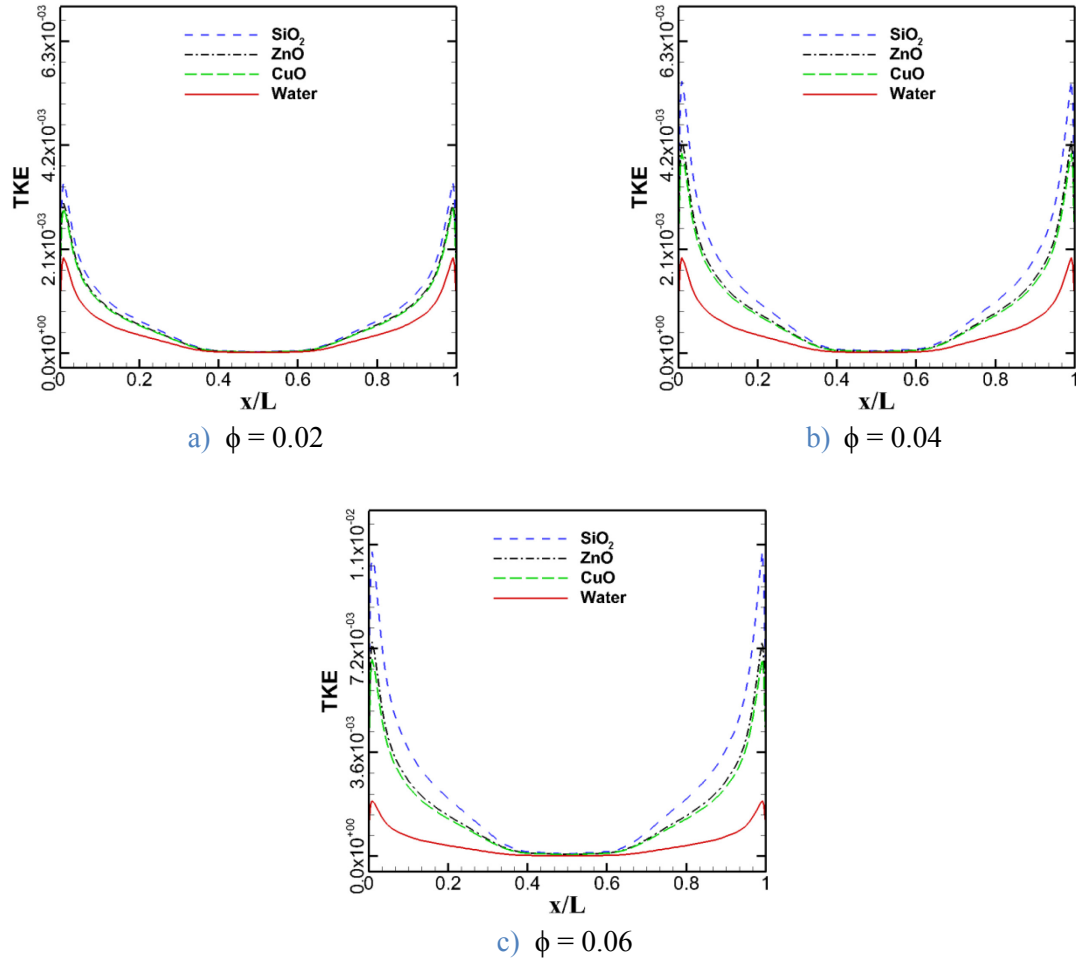 TKE
6.3x10⁻⁰³
4.2x10⁻⁰³
2.1x10⁻⁰³
0.0x10⁺⁰⁰
SiO₂
ZnO
CuO
Water
0 0.2 0.4 0.6 0.8 1
x/L
a) ϕ = 0.02
TKE
6.3x10⁻⁰³
4.2x10⁻⁰³
2.1x10⁻⁰³
0.0x10⁺⁰⁰
SiO₂
ZnO
CuO
Water
0 0.2 0.4 0.6 0.8 1
x/L
b) ϕ = 0.04
TKE
1.1x10⁻⁰²
7.2x10⁻⁰³
3.6x10⁻⁰³
0.0x10⁺⁰⁰
SiO₂
ZnO
CuO
Water
0 0.2 0.4 0.6 0.8 1
x/L
c) ϕ = 0.06